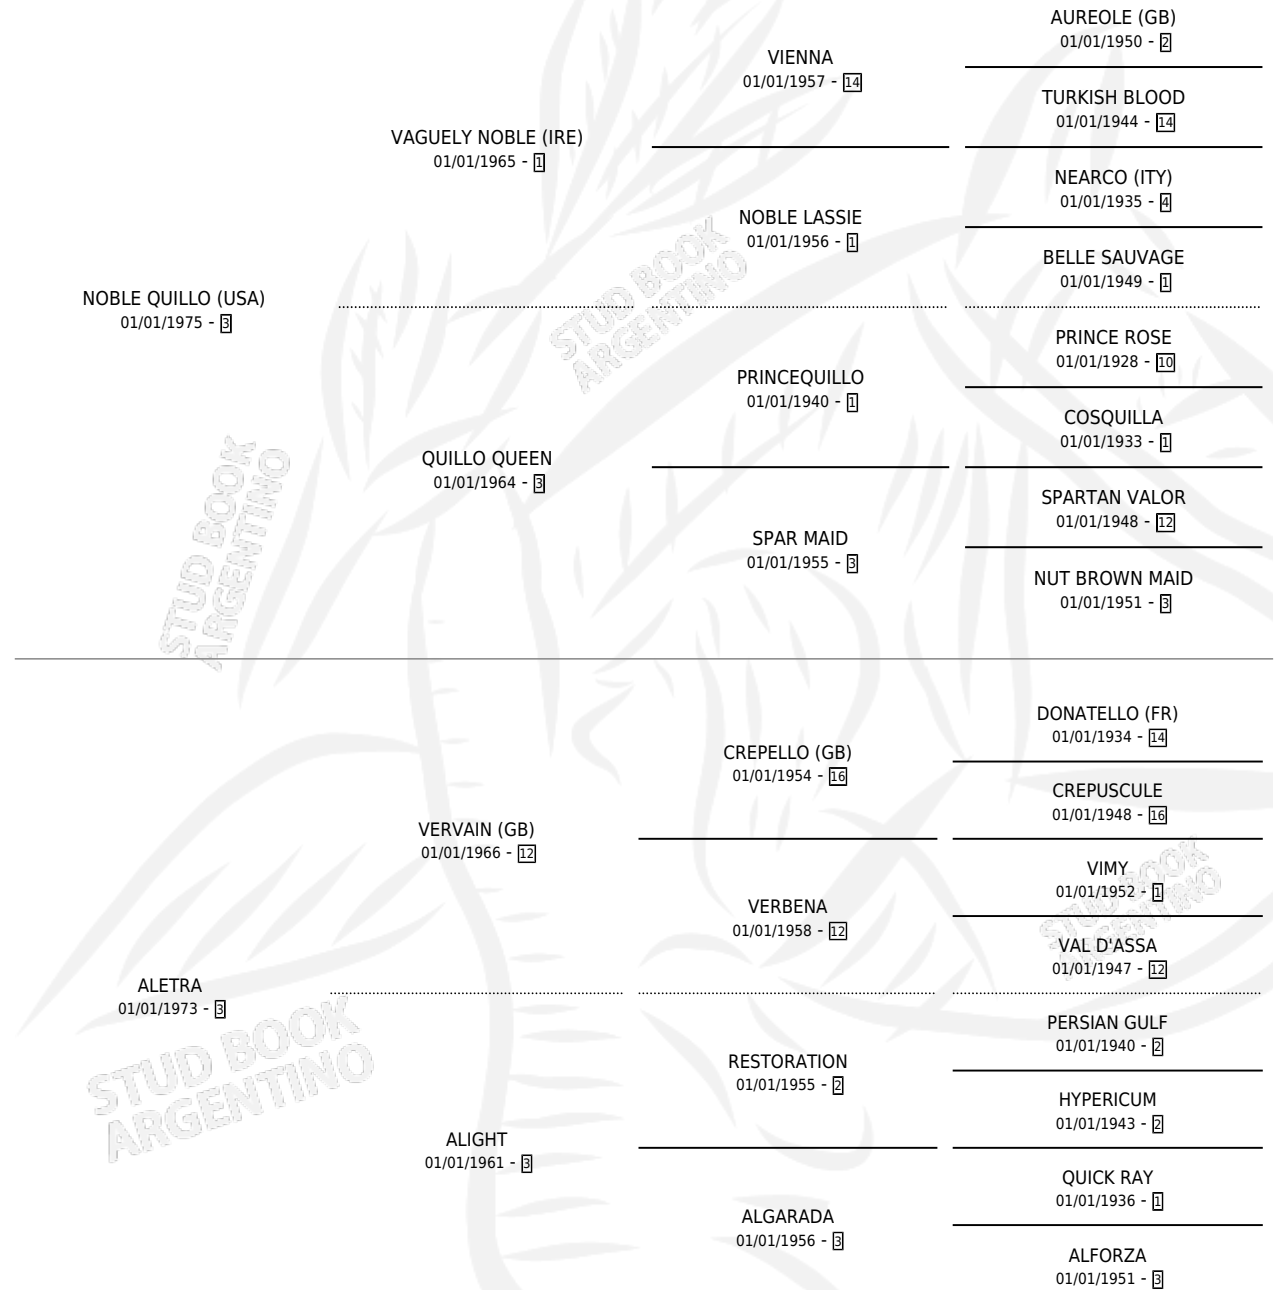 AUREOLE (GB)
01/01/1950 - 2
VIENNA
01/01/1957 - 14
TURKISH BLOOD
01/01/1944 - 14
VAGUELY NOBLE (IRE)
01/01/1965 - 1
NEARCO (ITY)
01/01/1935 - 4
NOBLE LASSIE
01/01/1956 - 1
BELLE SAUVAGE
01/01/1949 - 1
NOBLE QUILLO (USA)
01/01/1975 - 3
PRINCE ROSE
01/01/1928 - 10
PRINCEQUILLO
01/01/1940 - 1
COSQUILLA
01/01/1933 - 1
QUILLO QUEEN
01/01/1964 - 3
SPARTAN VALOR
01/01/1948 - 12
SPAR MAID
01/01/1955 - 3
NUT BROWN MAID
01/01/1951 - 3
STUD BOOK
ARGENTINO
STUD BOOK
ARGENTINO
DONATELLO (FR)
01/01/1934 - 14
CREPELLO (GB)
01/01/1954 - 16
CREPUSCULE
01/01/1948 - 16
VERVAIN (GB)
01/01/1966 - 12
VIMY
01/01/1952 - 1
VERBENA
01/01/1958 - 12
VAL D'ASSA
01/01/1947 - 12
STUD BOOK
ARGENTINO
ALETRA
01/01/1973 - 3
PERSIAN GULF
01/01/1940 - 2
RESTORATION
01/01/1955 - 2
HYPERICUM
01/01/1943 - 2
STUD BOOK
ARGENTINO
ALIGHT
01/01/1961 - 3
QUICK RAY
01/01/1936 - 1
ALGARADA
01/01/1956 - 3
ALFORZA
01/01/1951 - 3